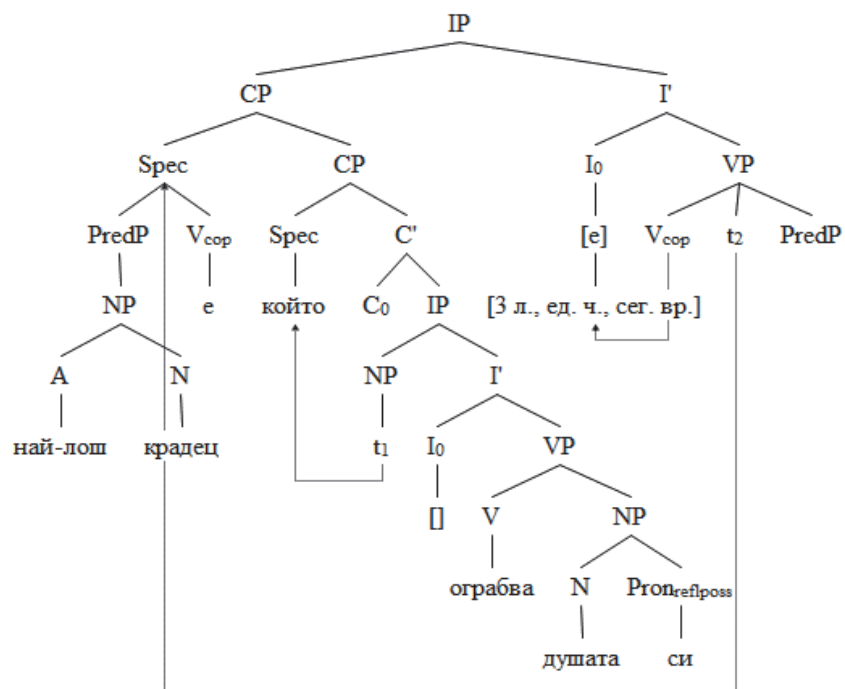 IP
CP I'
Spec CP I₀ VP
PredP Vcop Spec C' [е] Vcop t₂ PredP
NP е който C₀ IP [3 л., ед. ч., сег. вр.]
A N NP I'
най-лош крадец t₁ I₀ VP
[] V NP
ограбва N Pronreflposs
душата си